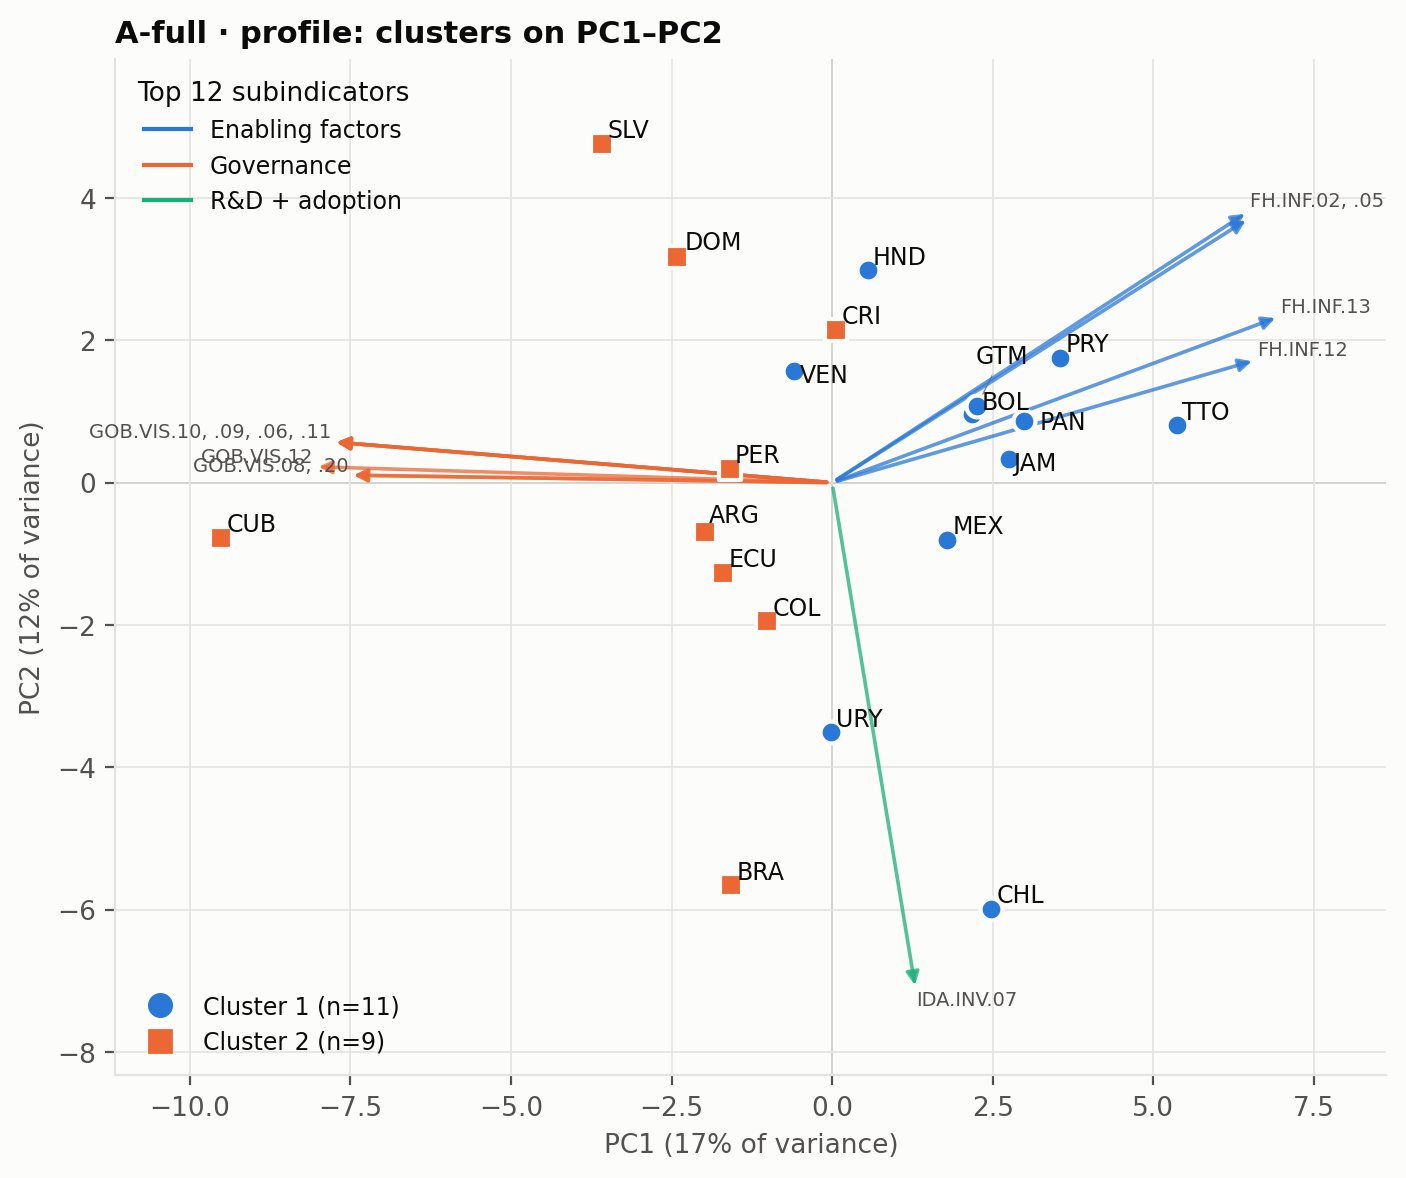 A-full · profile: clusters on PC1–PC2
Top 12 subindicators
Enabling factors
Governance
R&D + adoption
SLV
DOM
HND
CRI
VEN
GTM
PRY
BOL
PAN
TTO
JAM
PER
MEX
ARG
ECU
COL
CUB
URY
BRA
CHL
FH.INF.02, .05
FH.INF.13
FH.INF.12
GOB.VIS.10, .09, .06, .11
GOB.VIS.12
GOB.VIS.08, .20
IDA.INV.07
Cluster 1 (n=11)
Cluster 2 (n=9)
4
2
0
−2
−4
−6
−8
PC2 (12% of variance)
−10.0
−7.5
−5.0
−2.5
0.0
2.5
5.0
7.5
PC1 (17% of variance)